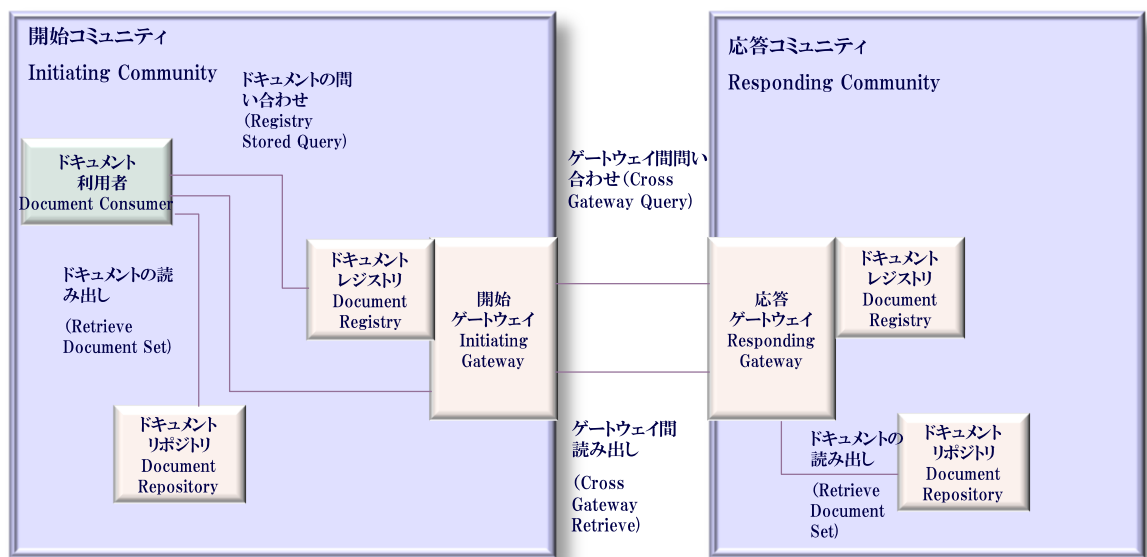 開始コミュニティ
Initiating Community
ドキュメントの問
い合わせ
(Registry
Stored Query)
ドキュメント
利用者
Document Consumer
ドキュメントの読
み出し
(Retrieve
Document Set)
ドキュメント
レジストリ
Document
Registry
開始
ゲートウェイ
Initiating
Gateway
ドキュメント
リポジトリ
Document
Repository
ゲートウェイ間問い
合わせ(Cross
Gateway Query)
ゲートウェイ間
読み出し
(Cross
Gateway
Retrieve)
応答コミュニティ
Responding Community
応答
ゲートウェイ
Responding
Gateway
ドキュメント
レジストリ
Document
Registry
ドキュメントの
読み出し
(Retrieve
Document
Set)
ドキュメント
リポジトリ
Document
Repository